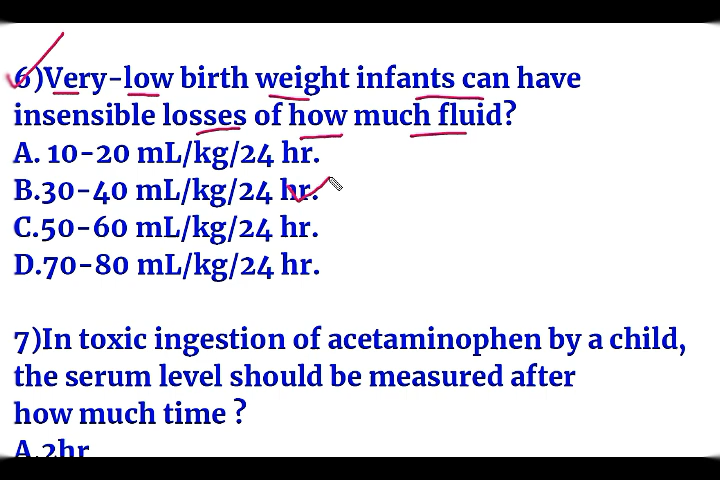 6)Very-low birth weight infants can have
insensible losses of how much fluid?
A. 10-20 mL/kg/24 hr.
B.30-40 mL/kg/24 hr.
C.50-60 mL/kg/24 hr.
D.70-80 mL/kg/24 hr.
7)In toxic ingestion of acetaminophen by a child,
the serum level should be measured after
how much time ?
A.2hr